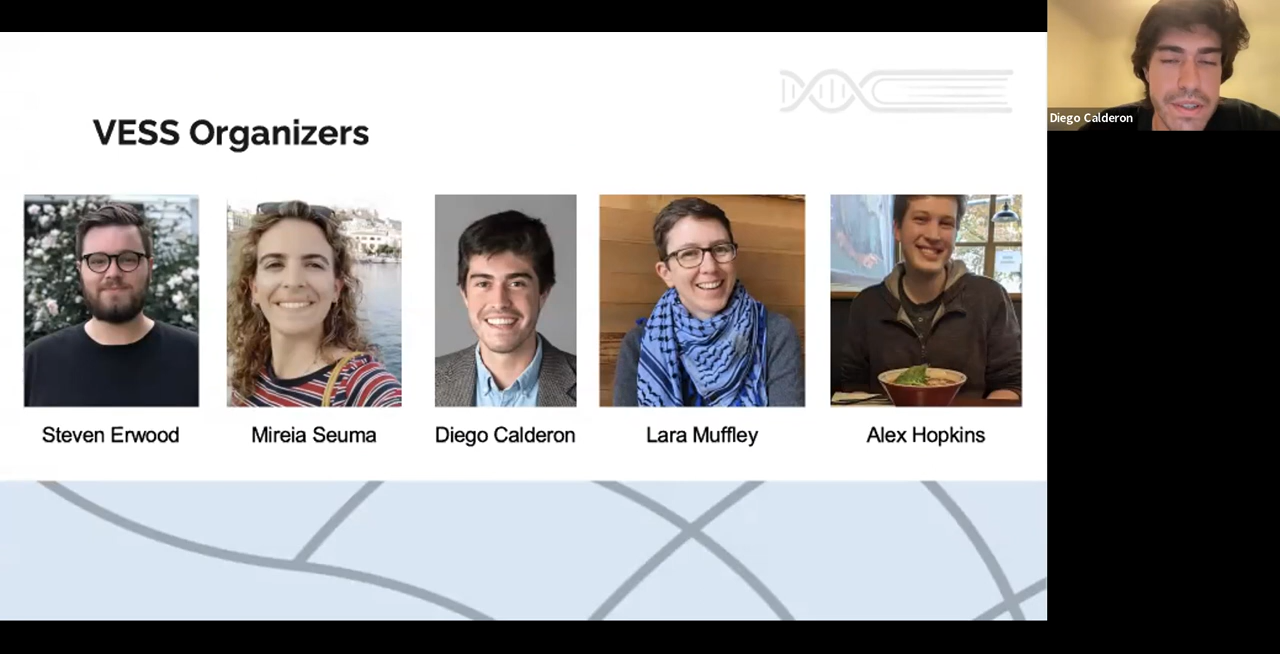 VESS Organizers
Steven Erwood
Mireia Seuma
Diego Calderon
Lara Muffley
Alex Hopkins
Diego Calderon